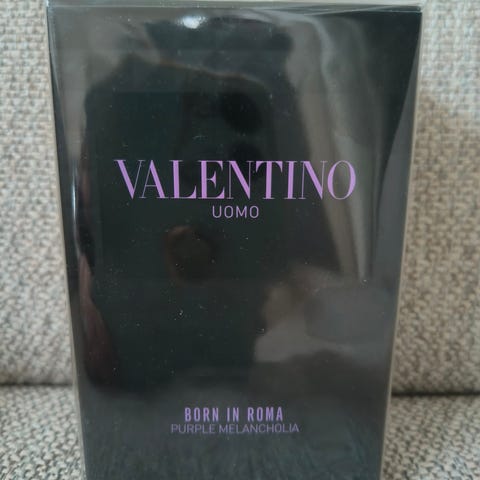 VALENTINO
UOMO
BORN IN ROMA
PURPLE MELANCHOLIA